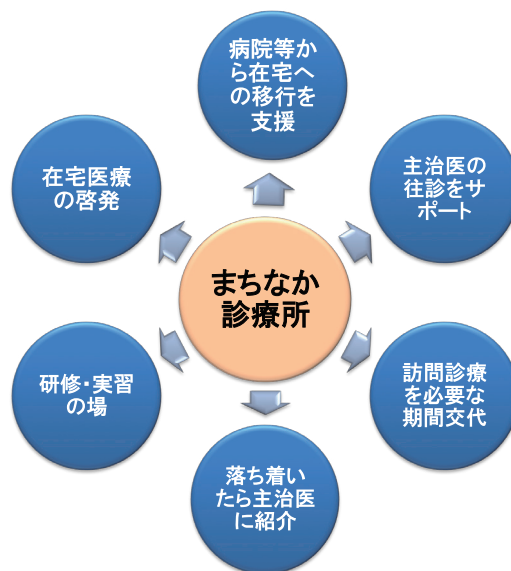 病院等か
ら在宅へ
の移行を
支援
主治医の
往診をサ
ポート
訪問診療
を必要な
期間交代
落ち着い
たら主治医
に紹介
研修・実習
の場
在宅医療
の啓発
まちなか
診療所